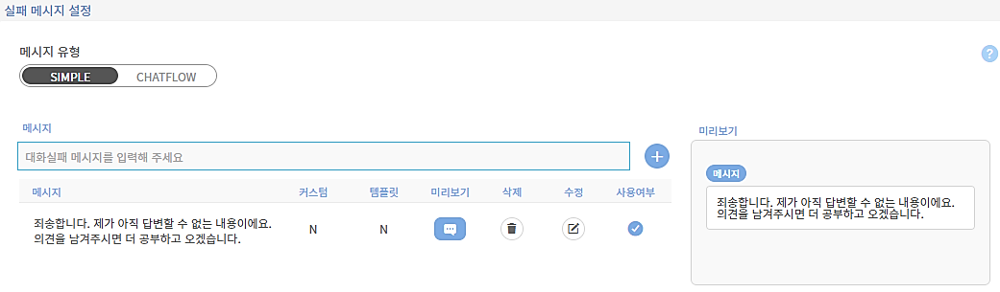 실패 메시지 설정
메시지 유형
?
SIMPLE CHATFLOW
메시지
미리보기
대화실패 메시지를 입력해 주세요
메시지
메시지 커스텀 템플릿 미리보기 삭제 수정 사용여부
죄송합니다. 제가 아직 답변할 수 없는 내용이에요.
의견을 남겨주시면 더 공부하고 오겠습니다.
N N
죄송합니다. 제가 아직 답변할 수 없는 내용이에요.
의견을 남겨주시면 더 공부하고 오겠습니다.